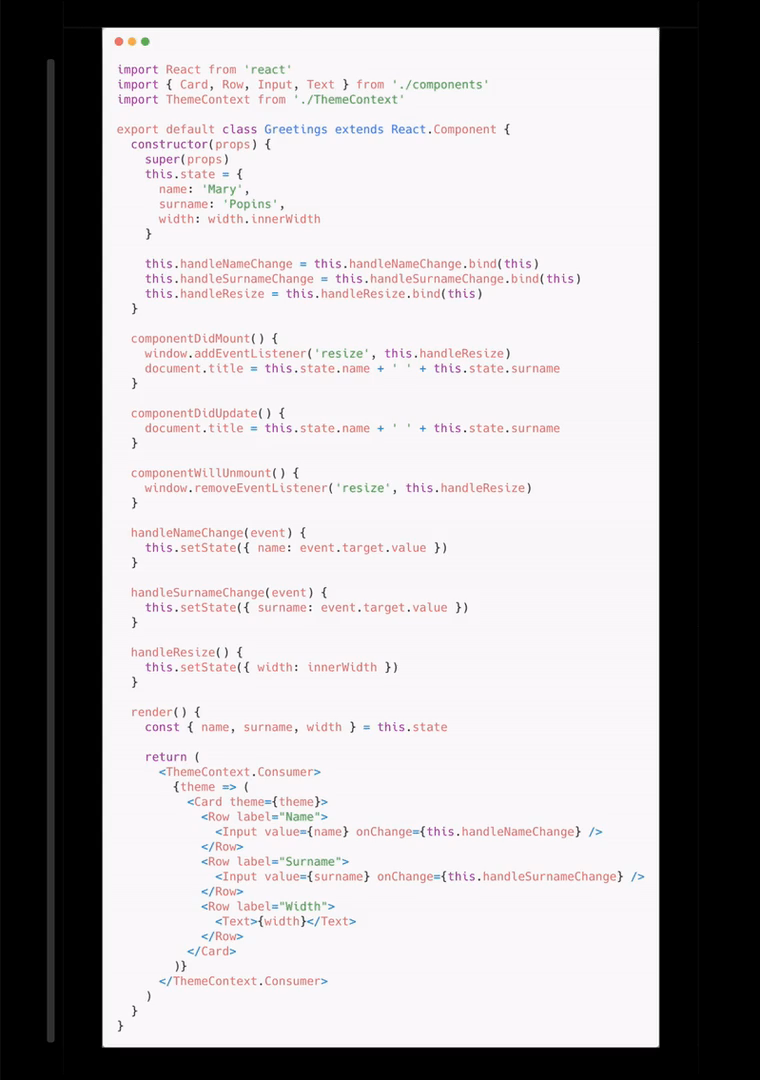 import React from 'react'
import { Card, Row, Input, Text } from './components'
import ThemeContext from './ThemeContext'

export default class Greetings extends React.Component {
  constructor(props) {
    super(props)
    this.state = {
      name: 'Mary',
      surname: 'Popins',
      width: width.innerWidth
    }

    this.handleNameChange = this.handleNameChange.bind(this)
    this.handleSurnameChange = this.handleSurnameChange.bind(this)
    this.handleResize = this.handleResize.bind(this)
  }

  componentDidMount() {
    window.addEventListener('resize', this.handleResize)
    document.title = this.state.name + ' ' + this.state.surname
  }

  componentDidUpdate() {
    document.title = this.state.name + ' ' + this.state.surname
  }

  componentWillUnmount() {
    window.removeEventListener('resize', this.handleResize)
  }

  handleNameChange(event) {
    this.setState({ name: event.target.value })
  }

  handleSurnameChange(event) {
    this.setState({ surname: event.target.value })
  }

  handleResize() {
    this.setState({ width: innerWidth })
  }

  render() {
    const { name, surname, width } = this.state

    return (
      <ThemeContext.Consumer>
        {theme => (
          <Card theme={theme}>
            <Row label="Name">
              <Input value={name} onChange={this.handleNameChange} />
            </Row>
            <Row label="Surname">
              <Input value={surname} onChange={this.handleSurnameChange} />
            </Row>
            <Row label="Width">
              <Text>{width}</Text>
            </Row>
          </Card>
        )}
      </ThemeContext.Consumer>
    )
  }
}